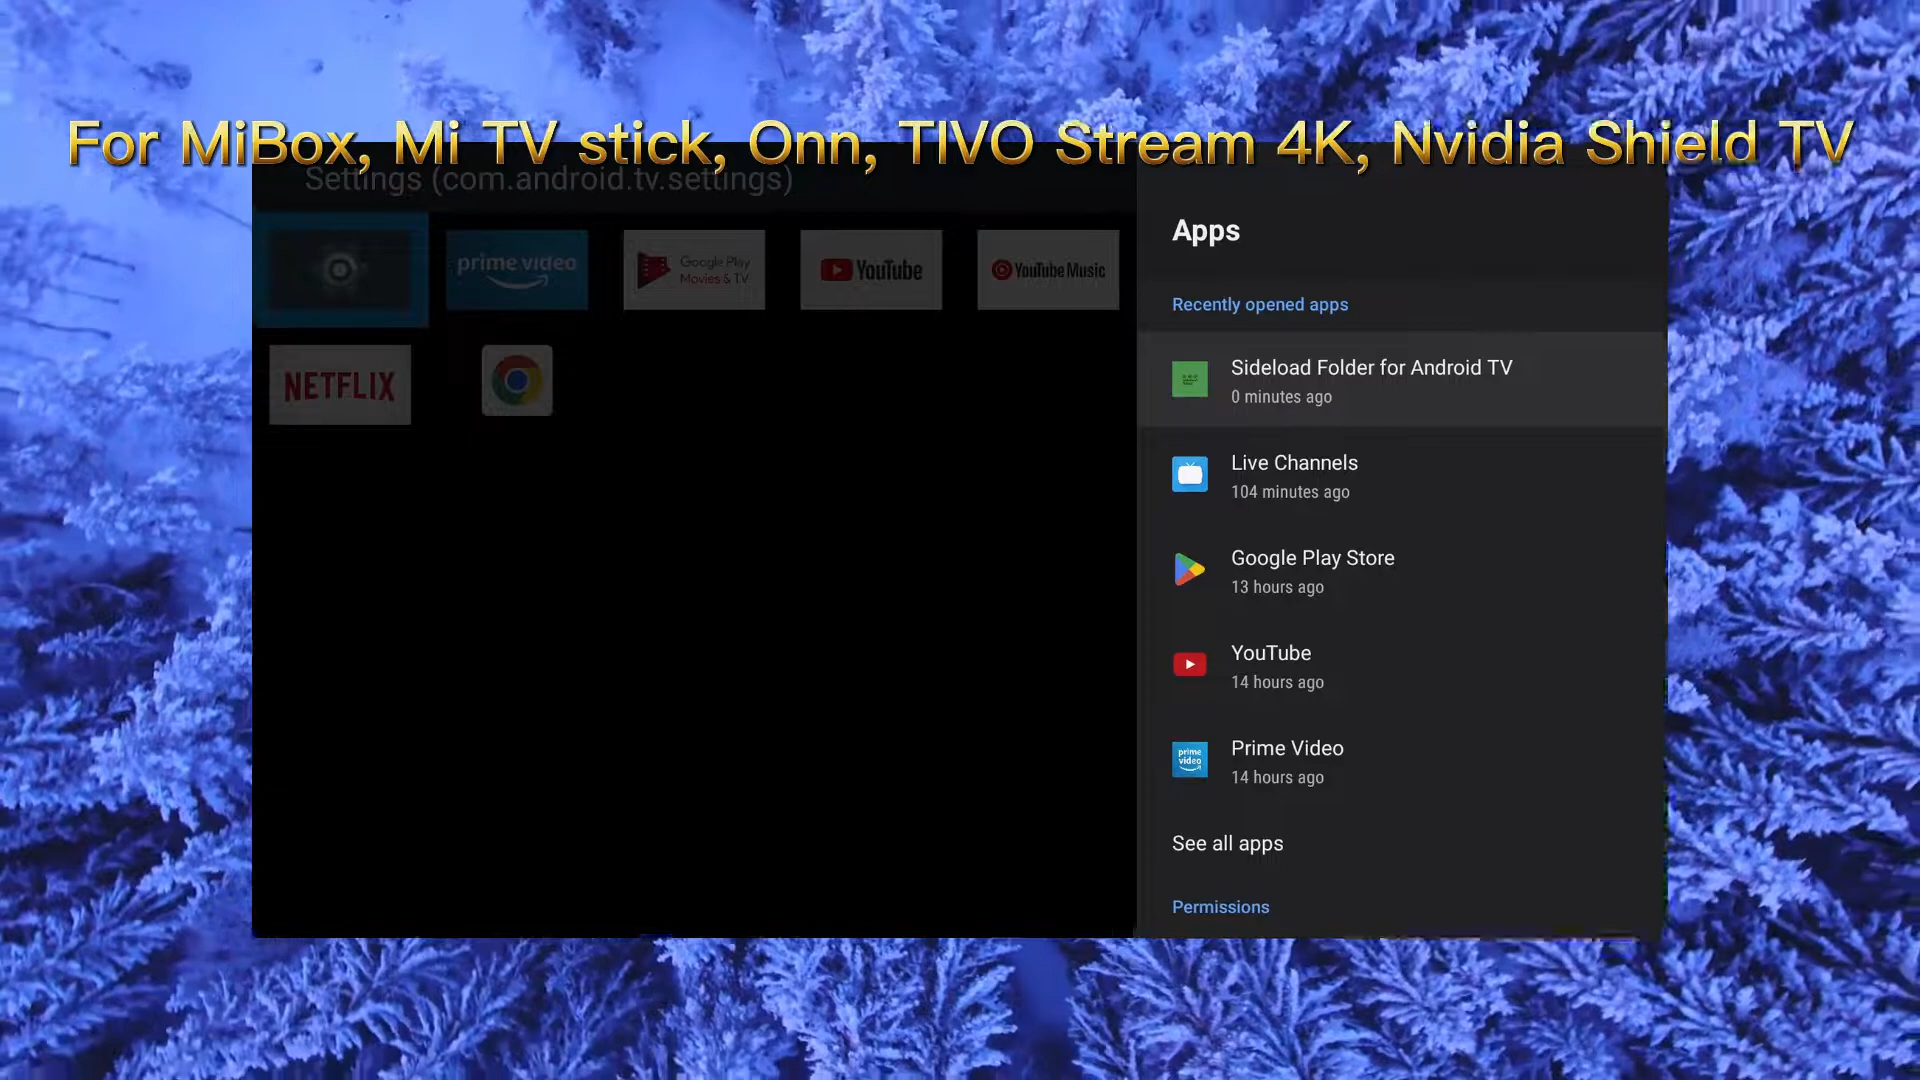 For MiBox, Mi TV stick, Onn, TIVO Stream 4K, Nvidia Shield TV
Settings (com.android.tv.settings)
prime video
Google Play
Movies & TV
YouTube
YouTube Music
NETFLIX
Apps
Recently opened apps
Sideload Folder for Android TV
0 minutes ago
Live Channels
104 minutes ago
Google Play Store
13 hours ago
YouTube
14 hours ago
prime
video
Prime Video
14 hours ago
See all apps
Permissions